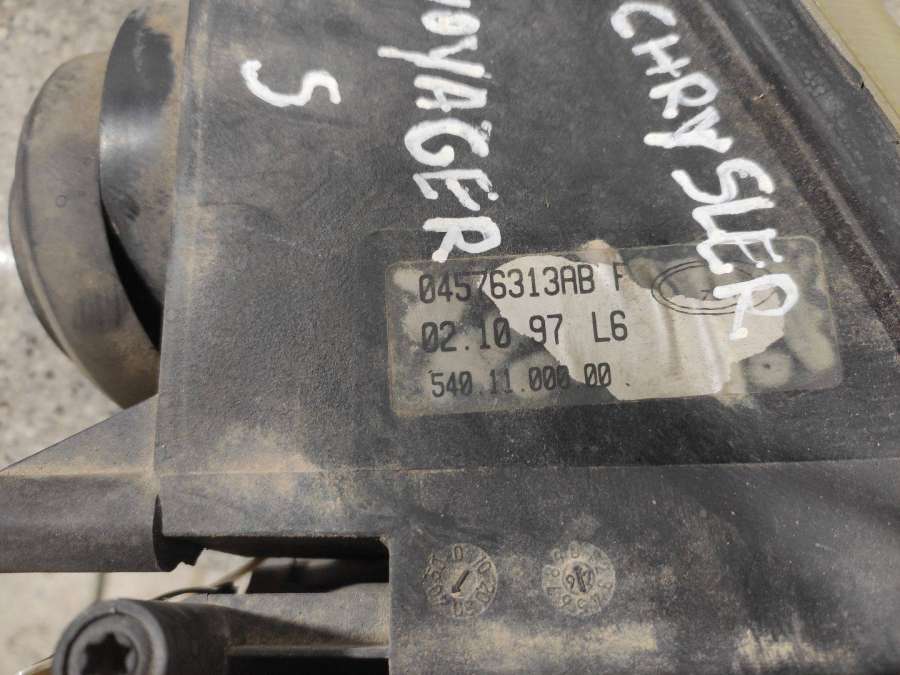 CHRYSLER
VOYAGER
S
04576313AB F
02.10.97 L6
540.11.000.00